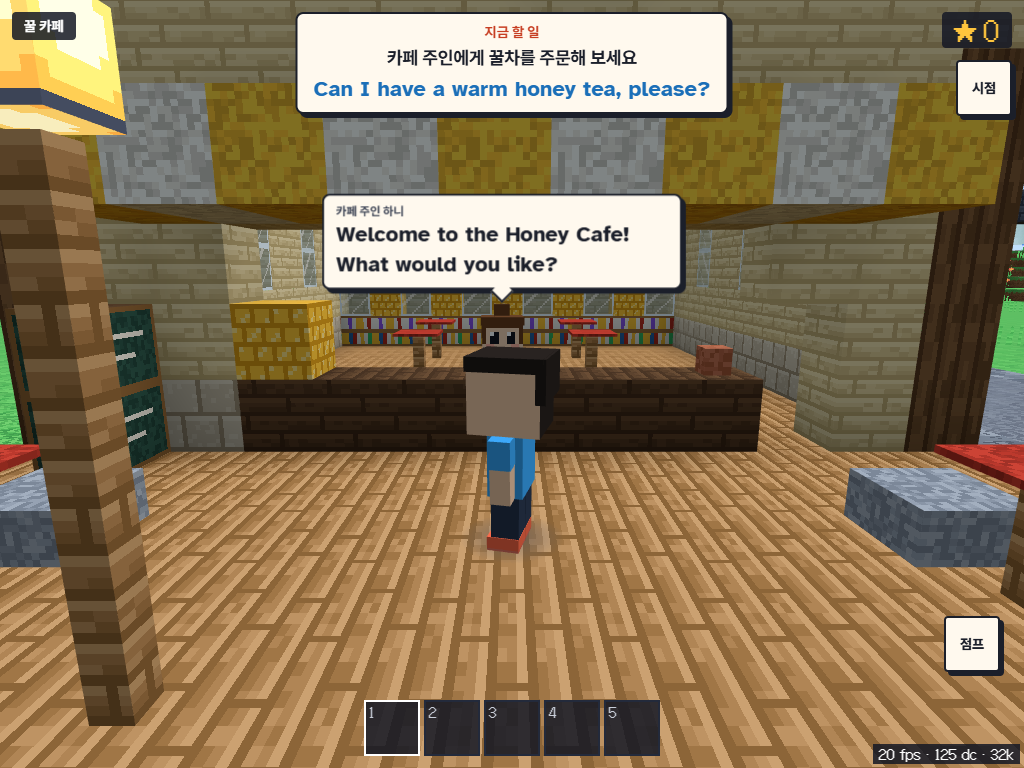 꿀 카페
지금 할 일
카페 주인에게 꿀차를 주문해 보세요
Can I have a warm honey tea, please?
0
시점
카페 주인 하니
Welcome to the Honey Cafe!
What would you like?
점프
1 2 3 4 5
20 fps · 125 dc · 32k